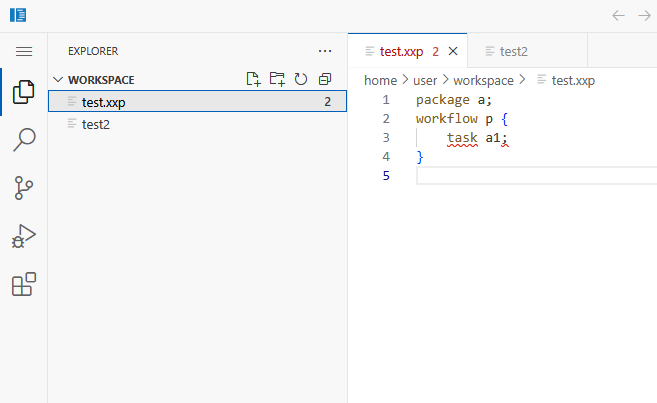 EXPLORER
WORKSPACE
test.xxp 2
test2
test.xxp 2 test2
home user workspace test.xxp
1 package a;
2 workflow p {
3 task a1;
4 }
5